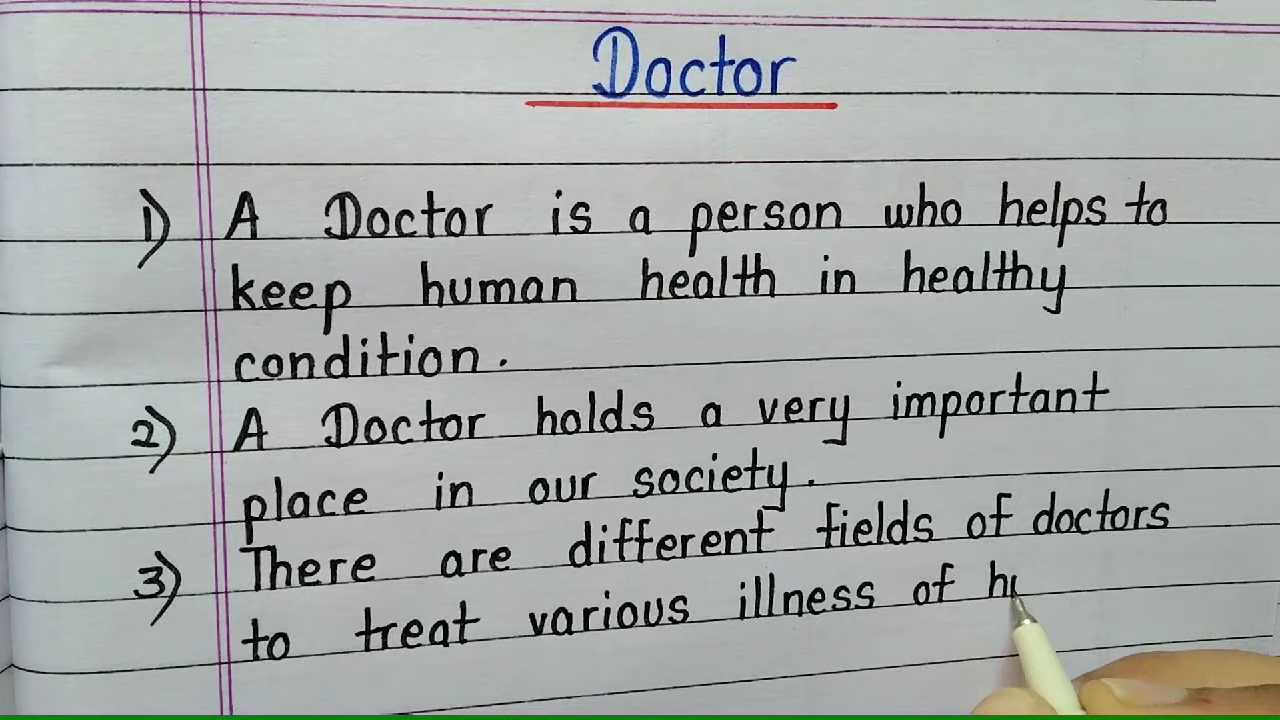 Doctor
1) A Doctor is a person who helps to
keep human health in healthy
condition.
2) A Doctor holds a very important
place in our society.
3) There are different fields of doctors
to treat various illness of